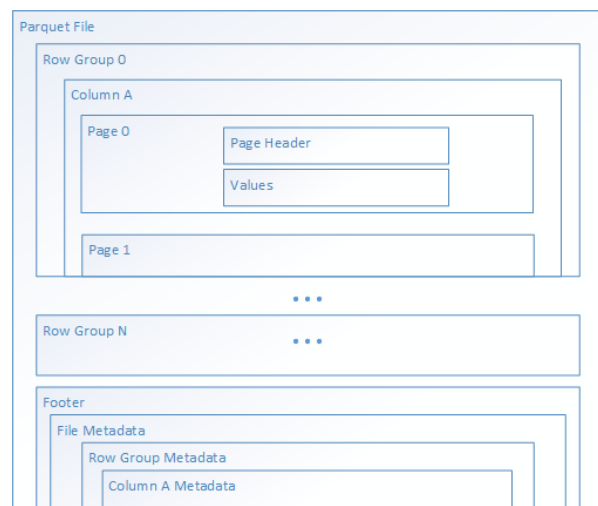 Parquet File
Row Group 0
Column A
Page 0
Page Header
Values
Page 1
...
Row Group N
...
Footer
File Metadata
Row Group Metadata
Column A Metadata